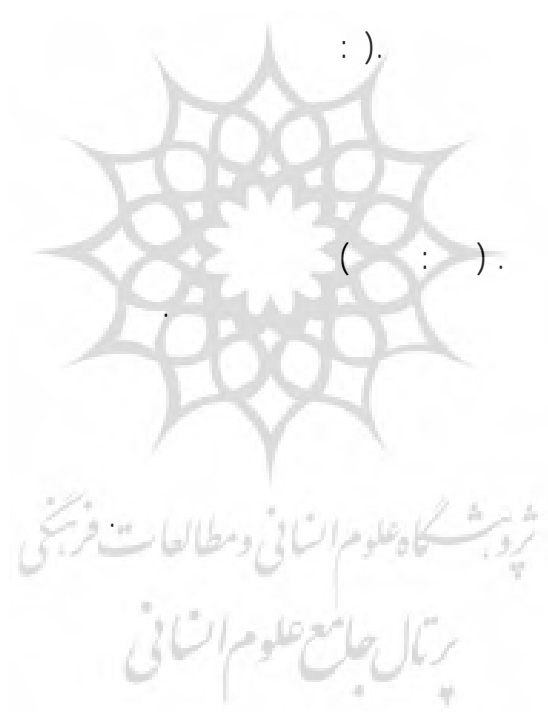 : ).
( : ) .
.
.
پژوهشگاه علوم انسانی و مطالعات فرهنگی
پرتال جامع علوم انسانی